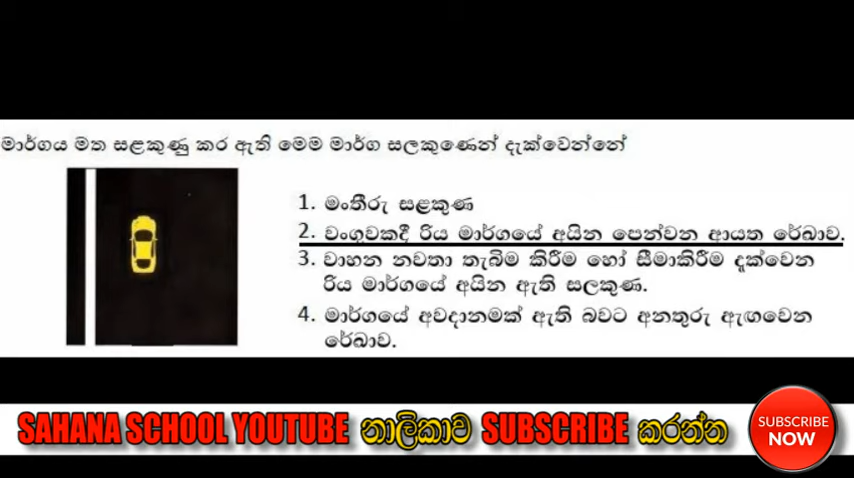 මාර්ගය මත සළකුණු කර ඇති මෙම මාර්ග සලකුණෙන් දැක්වෙන්නේ
1. මංතීරු සළකුණ
2. වංගුවකදී රිය මාර්ගයේ අයින පෙන්වන ආයත රේඛාව.
3. වාහන නවතා තැබිම කිරීම හෝ සීමාකිරීම දූක්වෙන
රිය මාර්ගයේ අයින ඇති සලකුණ.
4. මාර්ගයේ අවදානමක් ඇති බවට අනතුරු ඇඟවෙන
රේඛාව.
SAHANA SCHOOL YOUTUBE නාලිකාව SUBSCRIBE කරන්න
SUBSCRIBE
NOW